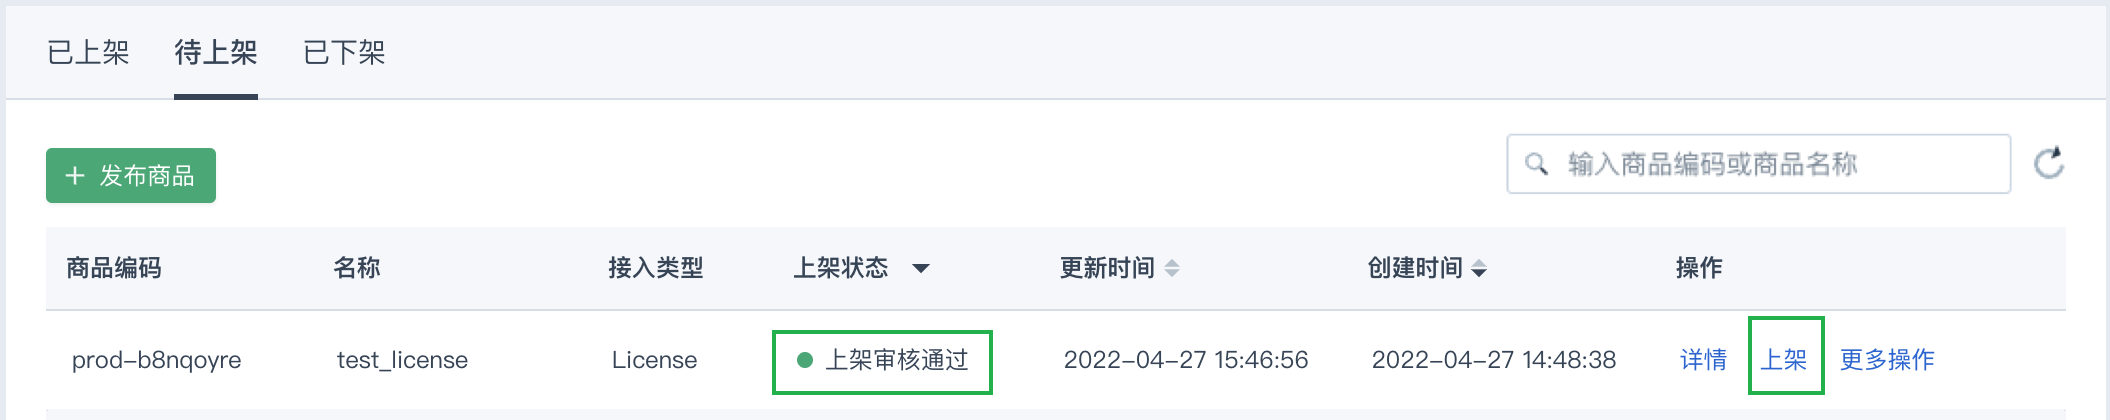 已上架 待上架 已下架
+ 发布商品 输入商品编码或商品名称
商品编码 名称 接入类型 上架状态 更新时间 创建时间 操作
prod-b8nqoyre test_license License 上架审核通过 2022-04-27 15:46:56 2022-04-27 14:48:38 详情 上架 更多操作